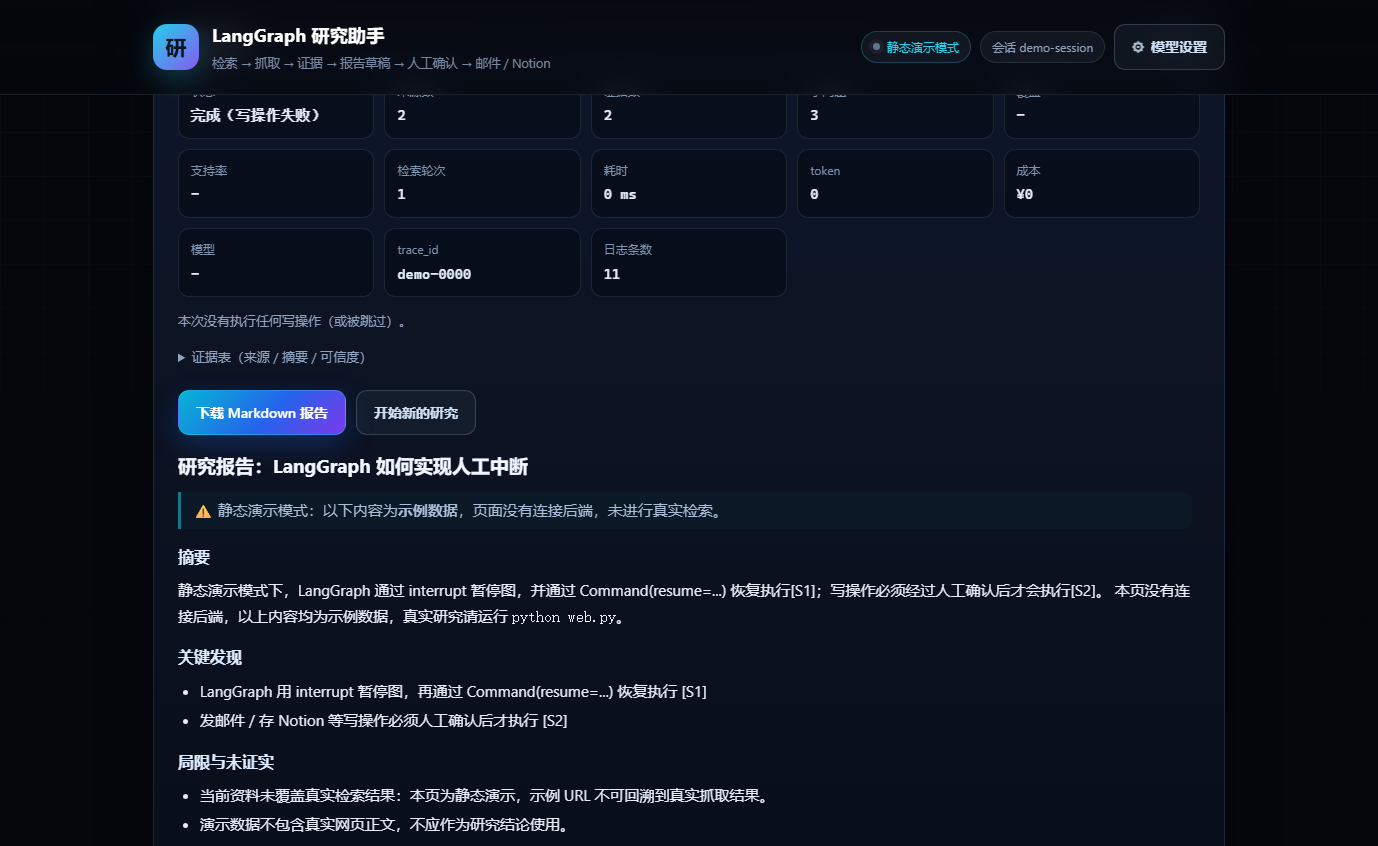 研
LangGraph 研究助手
检索 → 抓取 → 证据 → 报告草稿 → 人工确认 → 邮件 / Notion
静态演示模式
会话 demo-session
⚙ 模型设置
完成（写操作失败）
2
2
3
–
支持率
–
检索轮次
1
耗时
0 ms
token
0
成本
¥0
模型
–
trace_id
demo-0000
日志条数
11
本次没有执行任何写操作（或被跳过）。
▶ 证据表（来源 / 摘要 / 可信度）
下载 Markdown 报告
开始新的研究
研究报告：LangGraph 如何实现人工中断
⚠ 静态演示模式：以下内容为示例数据，页面没有连接后端，未进行真实检索。
摘要
静态演示模式下，LangGraph 通过 interrupt 暂停图，并通过 Command(resume=...) 恢复执行[S1]；写操作必须经过人工确认后才会执行[S2]。 本页没有连
接后端，以上内容均为示例数据，真实研究请运行 python web.py。
关键发现
• LangGraph 用 interrupt 暂停图，再通过 Command(resume=...) 恢复执行 [S1]
• 发邮件 / 存 Notion 等写操作必须人工确认后才执行 [S2]
局限与未证实
• 当前资料未覆盖真实检索结果：本页为静态演示，示例 URL 不可回溯到真实抓取结果。
• 演示数据不包含真实网页正文，不应作为研究结论使用。